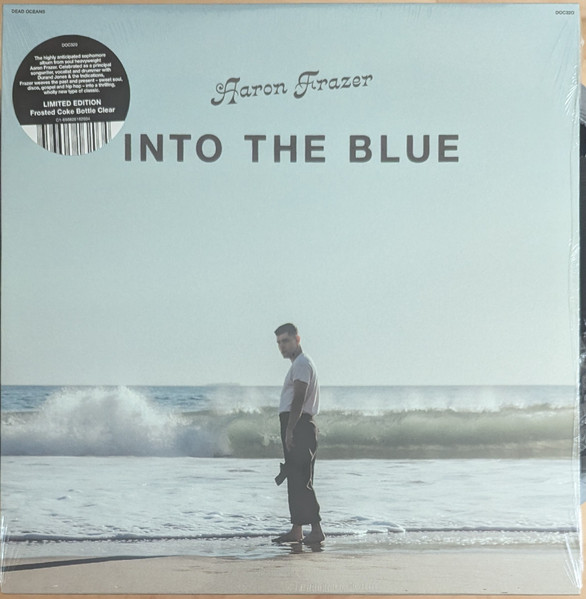 DEAD OCEANS
DOC320
DOC320
The highly anticipated sophomore
album from soul heavyweight
Aaron Frazer. Celebrated as a principal
songwriter, vocalist and drummer with
Durand Jones & the Indications,
Frazer weaves the past and present – sweet soul,
disco, gospel and hip hop – into a thrilling,
wholly new type of classic.
LIMITED EDITION
Frosted Coke Bottle Clear
Aaron Frazer
INTO THE BLUE